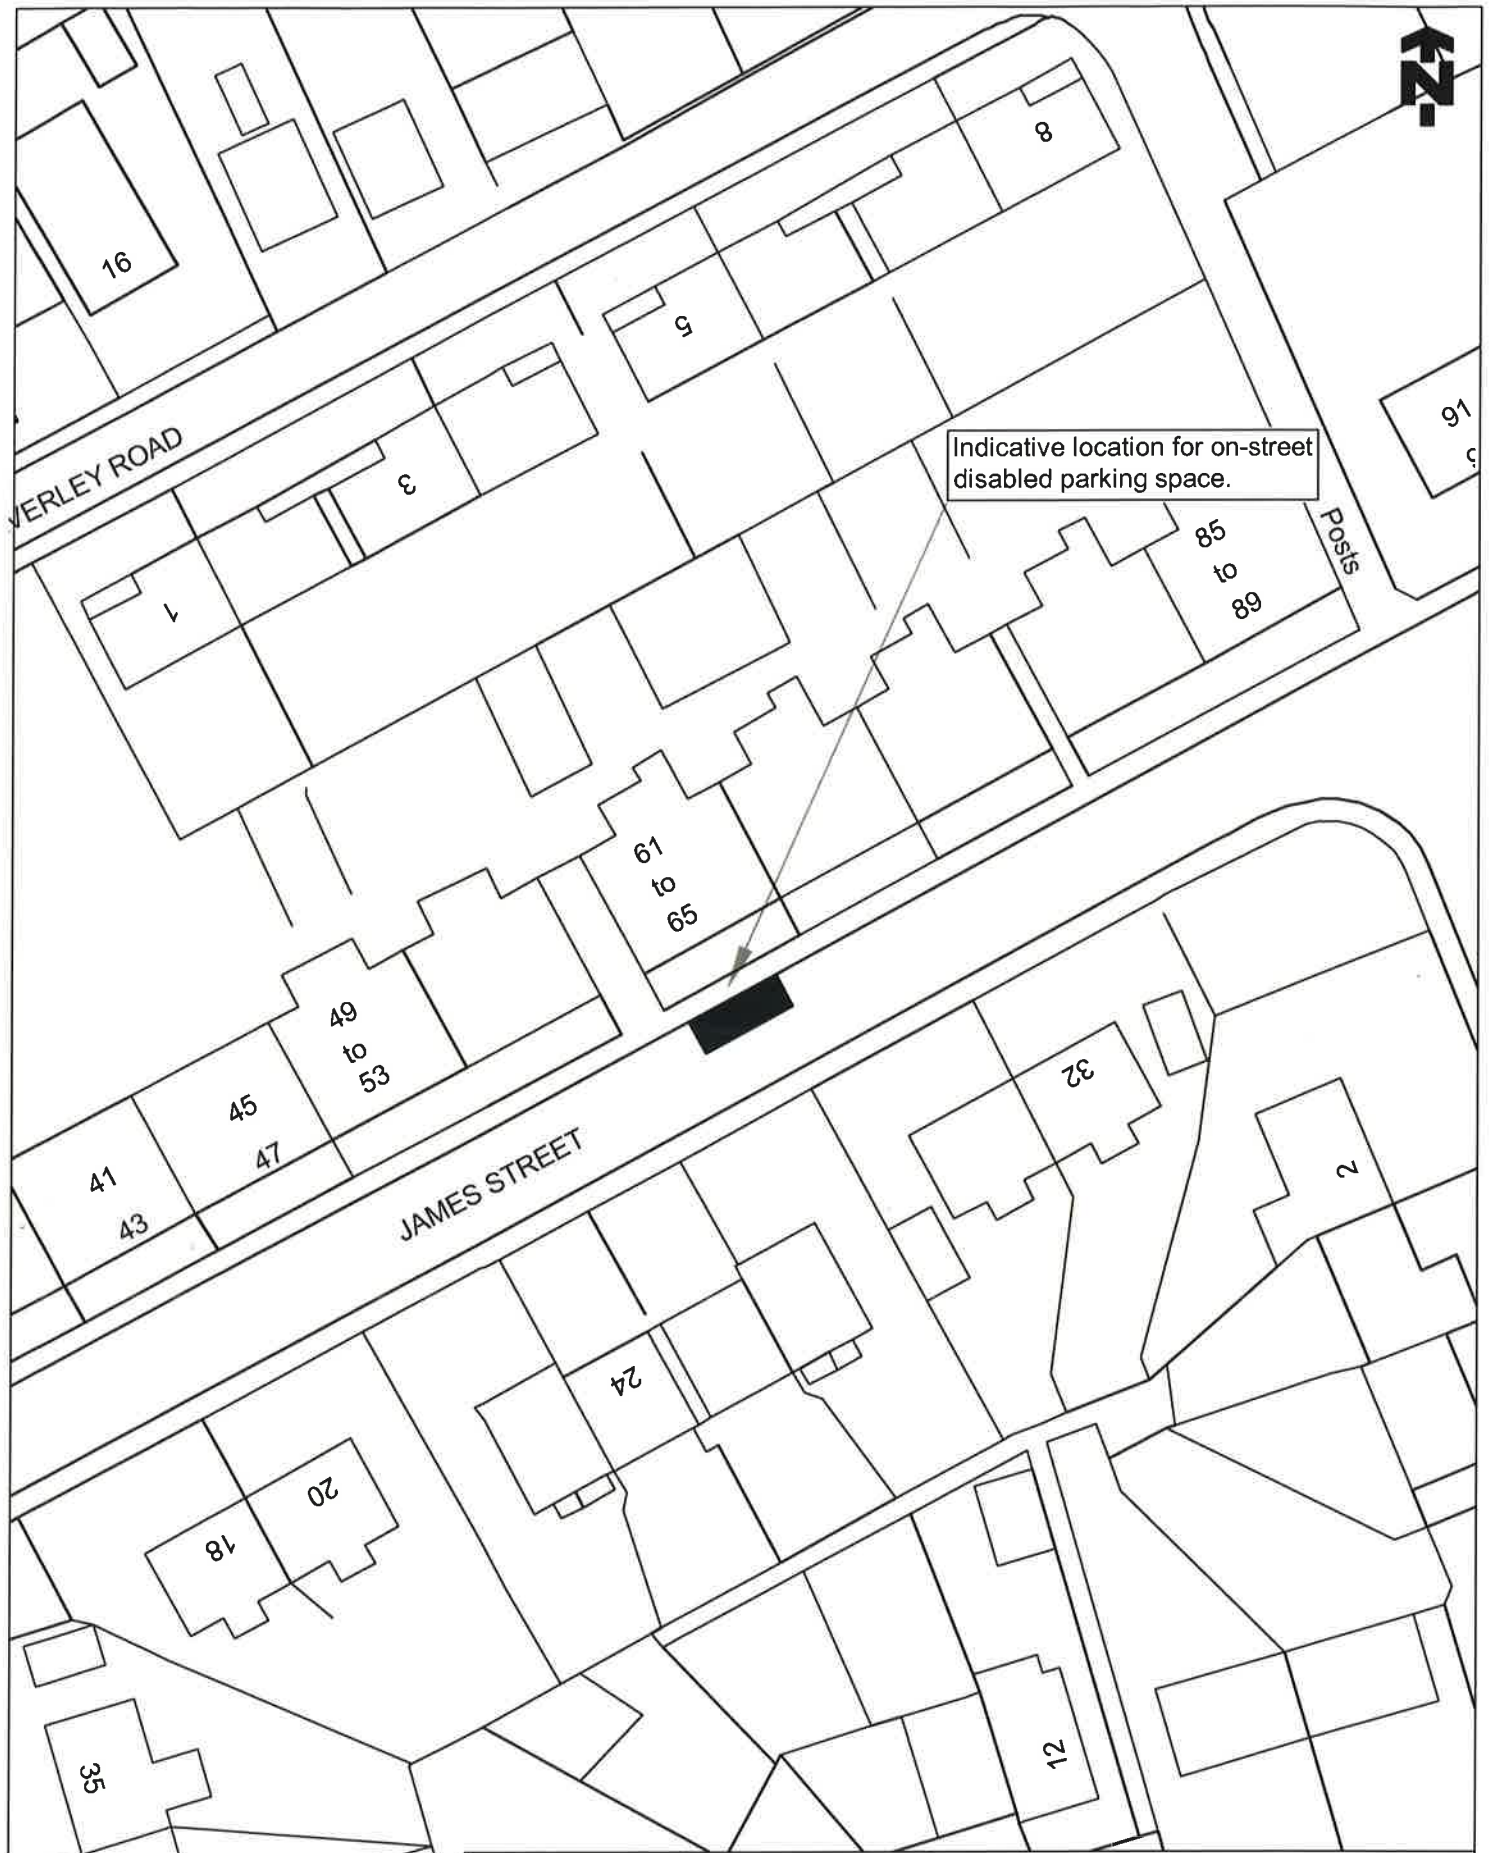 N
8
16
5
91
VERLEY ROAD
3
Indicative location for on-street
disabled parking space.
Posts
1
85
to
89
61
to
65
49
to
53
45
47
41
43
JAMES STREET
32
2
24
20
18
12
35